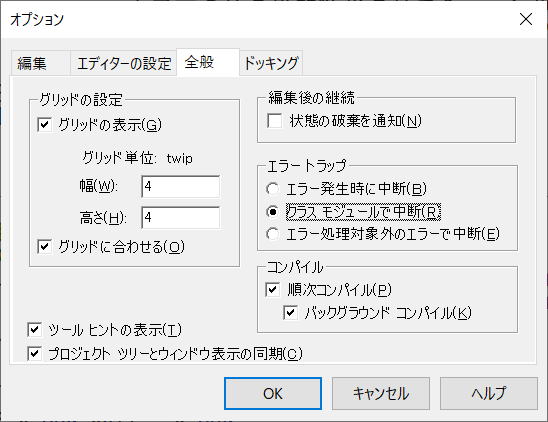 オプション
編集
エディターの設定
全般
ドッキング
グリッドの設定
グリッドの表示(G)
グリッド単位: twip
幅(W): 4
高さ(H): 4
グリッドに合わせる(O)
ツール ヒントの表示(T)
プロジェクト ツリーとウィンドウ表示の同期(C)
編集後の継続
状態の破棄を通知(N)
エラー トラップ
エラー発生時に中断(B)
クラス モジュールで中断(R)
エラー処理対象外のエラーで中断(E)
コンパイル
順次コンパイル(P)
バックグラウンド コンパイル(K)
OK
キャンセル
ヘルプ